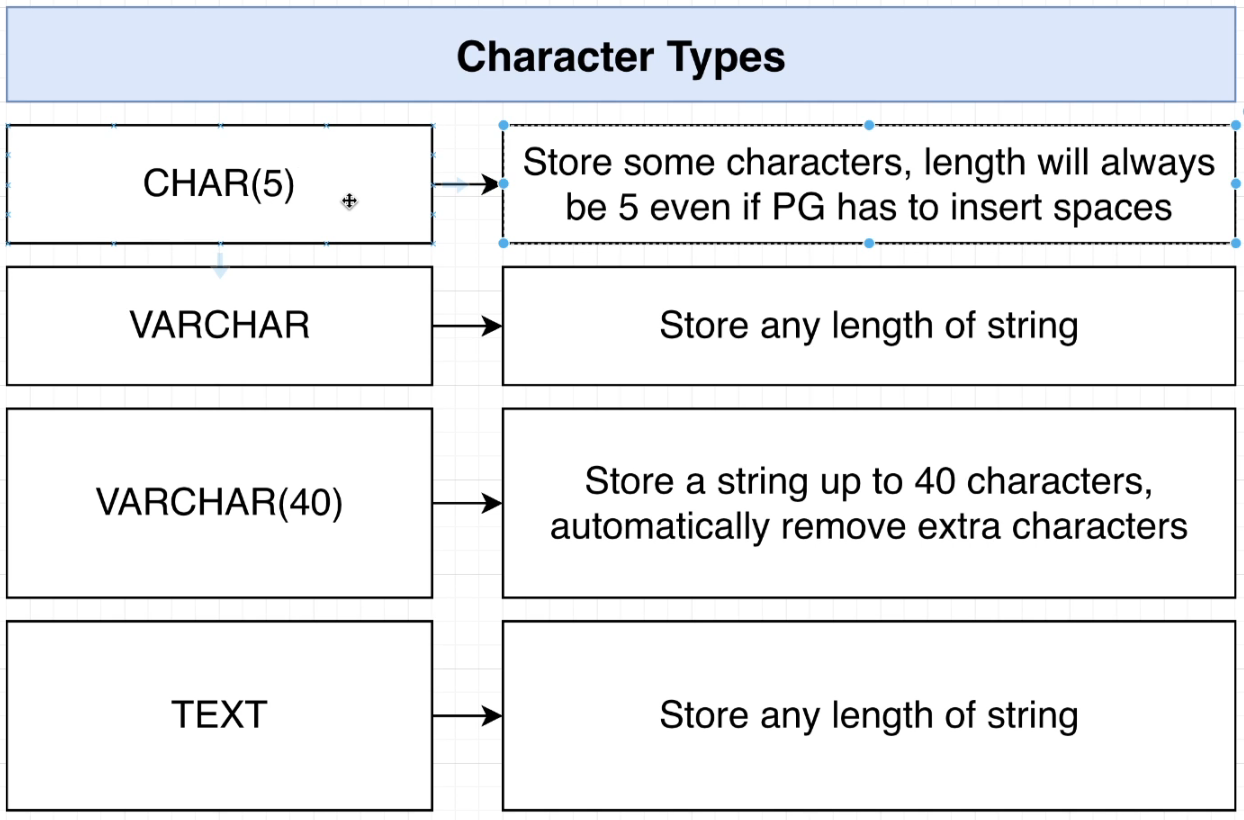 Character Types
CHAR(5)
Store some characters, length will always
be 5 even if PG has to insert spaces
VARCHAR
Store any length of string
VARCHAR(40)
Store a string up to 40 characters,
automatically remove extra characters
TEXT
Store any length of string